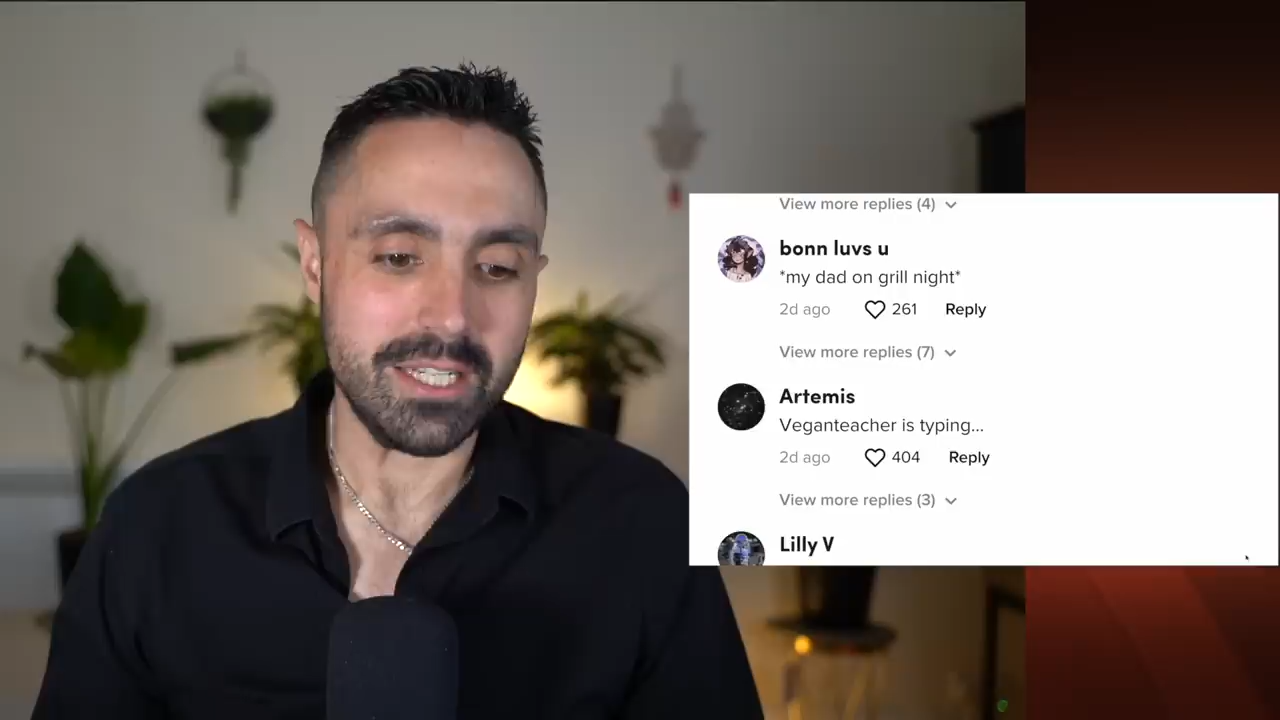 View more replies (4)
bonn luvs u
*my dad on grill night*
2d ago 261 Reply
View more replies (7)
Artemis
Veganteacher is typing...
2d ago 404 Reply
View more replies (3)
Lilly V